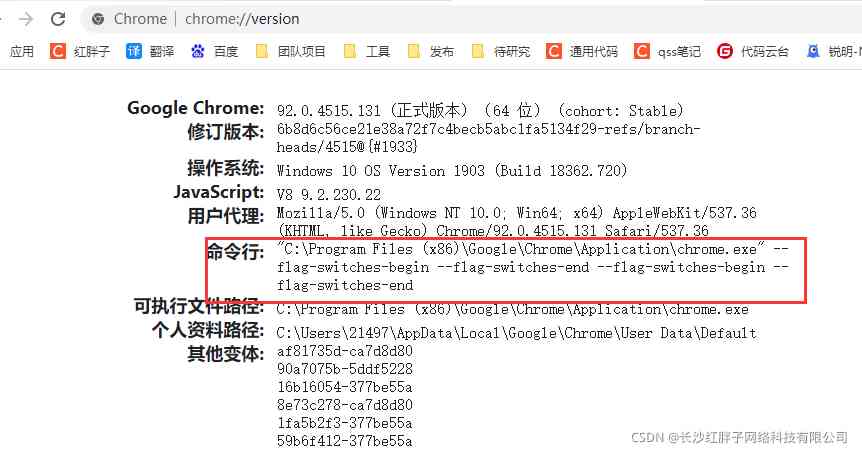 Chrome | chrome://version
应用 红胖子 翻译 百度 团队项目 工具 发布 待研究 通用代码 qss笔记 代码云台 锐明-N
Google Chrome: 92.0.4515.131 (正式版本) (64 位) (cohort: Stable)
修订版本: 6b8d6c56ce21e38a72f7c4becb5abc1fa5134f29-refs/branch-
heads/4515@{#1933}
操作系统: Windows 10 OS Version 1903 (Build 18362.720)
JavaScript: V8 9.2.230.22
用户代理: Mozilla/5.0 (Windows NT 10.0; Win64; x64) AppleWebKit/537.36
(KHTML, like Gecko) Chrome/92.0.4515.131 Safari/537.36
命令行: "C:\Program Files (x86)\Google\Chrome\Application\chrome.exe" --
flag-switches-begin --flag-switches-end --flag-switches-begin --
flag-switches-end
可执行文件路径: C:\Program Files (x86)\Google\Chrome\Application\chrome.exe
个人资料路径: C:\Users\21497\AppData\Local\Google\Chrome\User Data\Default
其他变体: af81735d-ca7d8d80
90a7075b-5ddf5228
16b16054-377be55a
8e73c278-ca7d8d80
1fa5b2f3-377be55a
59b6f412-377be55a
CSDN @长沙红胖子网络科技有限公司